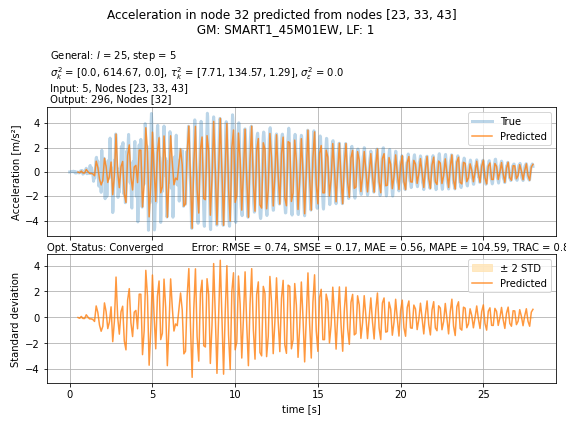 Acceleration in node 32 predicted from nodes [23, 33, 43]
GM: SMART1_45M01EW, LF: 1
General: l = 25, step = 5
σ²ₖ = [0.0, 614.67, 0.0], τ²ₖ = [7.71, 134.57, 1.29], σ²ₑ = 0.0
Input: 5, Nodes [23, 33, 43]
Output: 296, Nodes [32]
True
Predicted
Acceleration [m/s²]
4
2
0
−2
−4
Opt. Status: Converged Error: RMSE = 0.74, SMSE = 0.17, MAE = 0.56, MAPE = 104.59, TRAC = 0.8
± 2 STD
Predicted
Standard deviation
4
2
0
−2
−4
0 5 10 15 20 25
time [s]